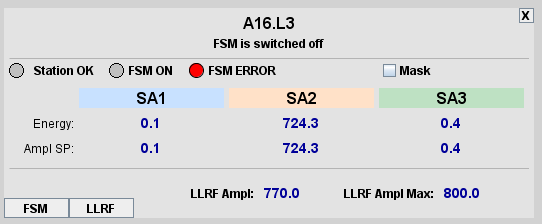 X
A16.L3
FSM is switched off
Station OK FSM ON FSM ERROR Mask
SA1 SA2 SA3
Energy: 0.1 724.3 0.4
Ampl SP: 0.1 724.3 0.4
LLRF Ampl: 770.0 LLRF Ampl Max: 800.0
FSM LLRF